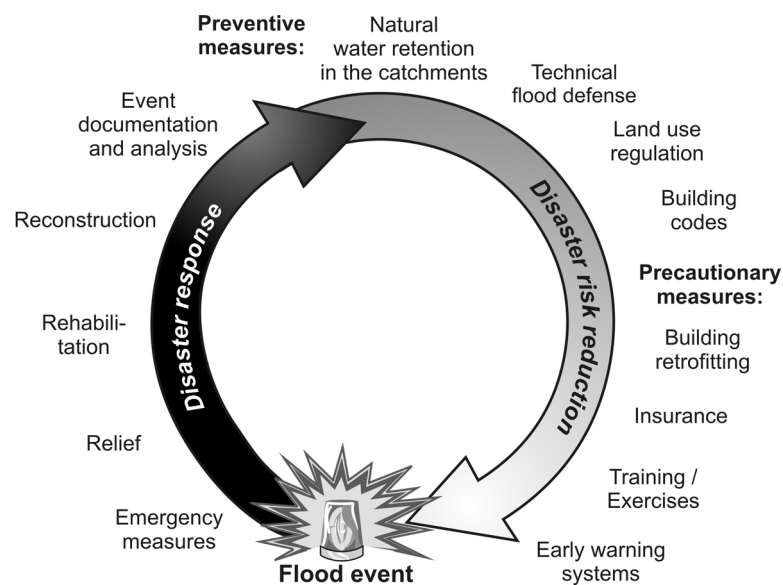 Preventive
measures:
Natural
water retention
in the catchments
Technical
flood defense
Land use
regulation
Building
codes
Precautionary
measures:
Building
retrofitting
Insurance
Training /
Exercises
Early warning
systems
Disaster risk reduction
Flood event
Emergency
measures
Relief
Rehabili-
tation
Reconstruction
Event
documentation
and analysis
Disaster response